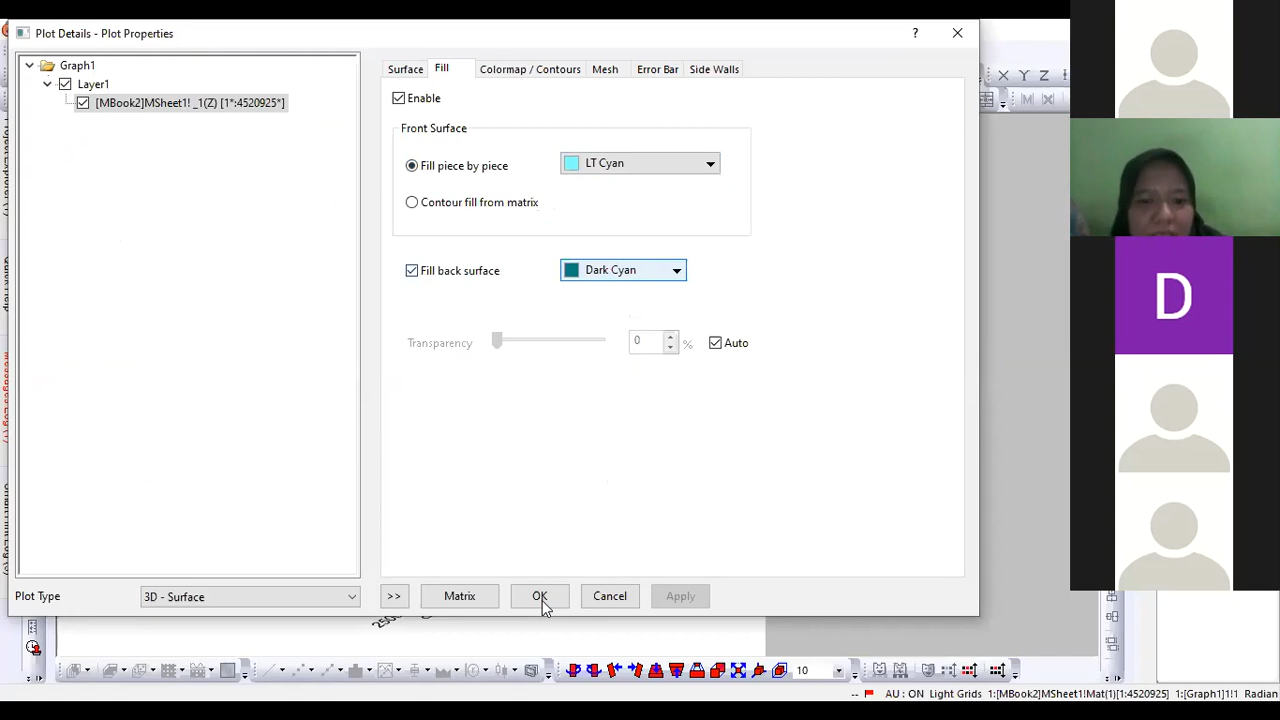 Plot Details - Plot Properties
?
Graph1
Layer1
[MBook2]MSheet1! _1(Z) [1*:4520925*]
Surface
Fill
Colormap / Contours
Mesh
Error Bar
Side Walls
Enable
Front Surface
Fill piece by piece
LT Cyan
Contour fill from matrix
Fill back surface
Dark Cyan
Transparency
0
%
Auto
X Y Z
D
Plot Type
3D - Surface
>>
Matrix
OK
Cancel
Apply
10
-- AU : ON Light Grids 1:[MBook2]MSheet1!Mat(1)[1:4520925] 1:[Graph1]1!1 Radian